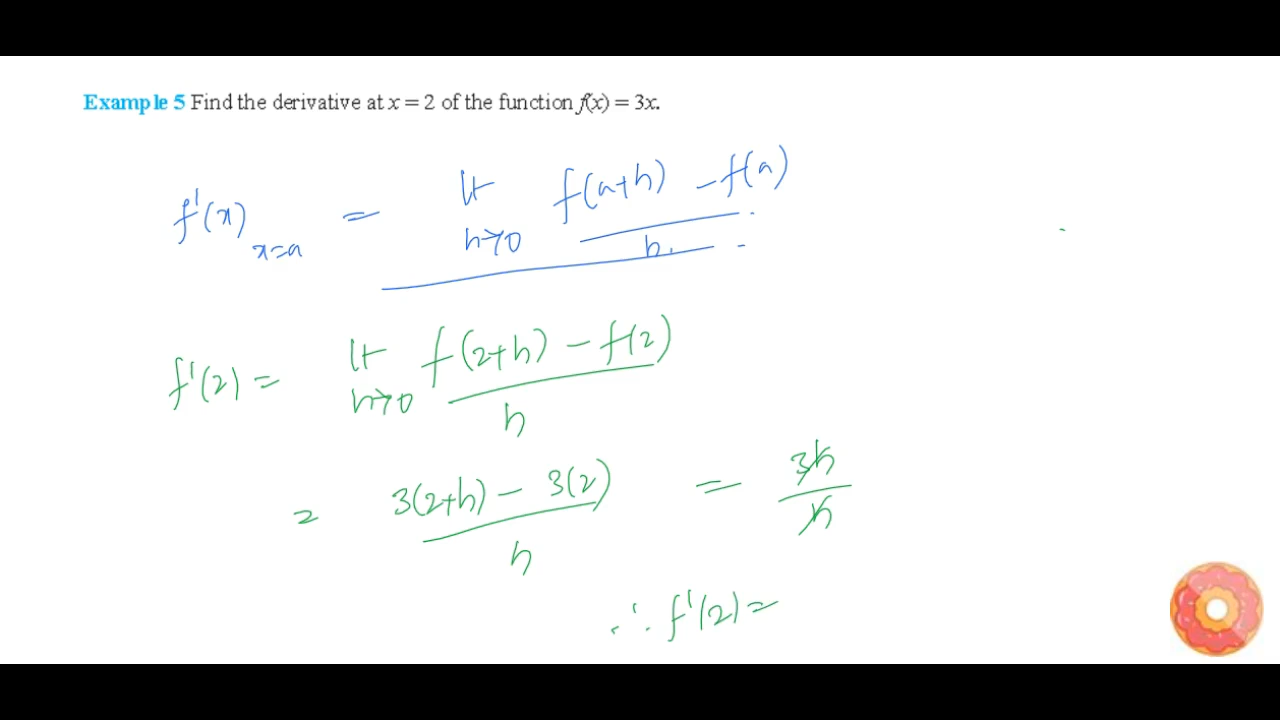 Example 5 Find the derivative at x = 2 of the function f(x) = 3x.
f'(x) x=a = lt h→0 f(a+h) - f(a) / h
f'(2) = lt h→0 f(2+h) - f(2) / h
= 3(2+h) - 3(2) / h = 3h / h
∴ f'(2) =